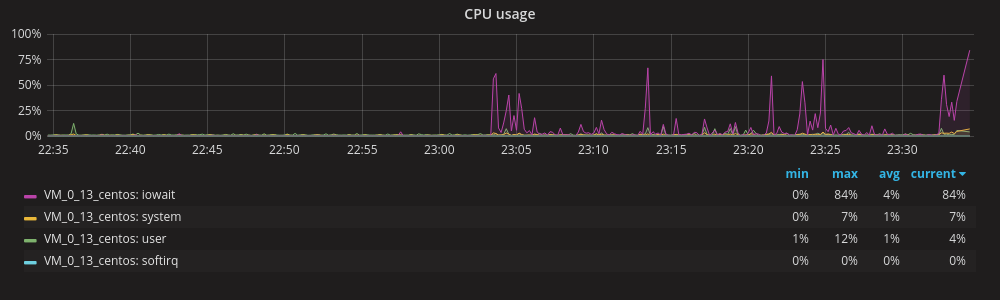 CPU usage
100%
75%
50%
25%
0%
22:35 22:40 22:45 22:50 22:55 23:00 23:05 23:10 23:15 23:20 23:25 23:30
min max avg current
VM_0_13_centos: iowait 0% 84% 4% 84%
VM_0_13_centos: system 0% 7% 1% 7%
VM_0_13_centos: user 1% 12% 1% 4%
VM_0_13_centos: softirq 0% 0% 0% 0%